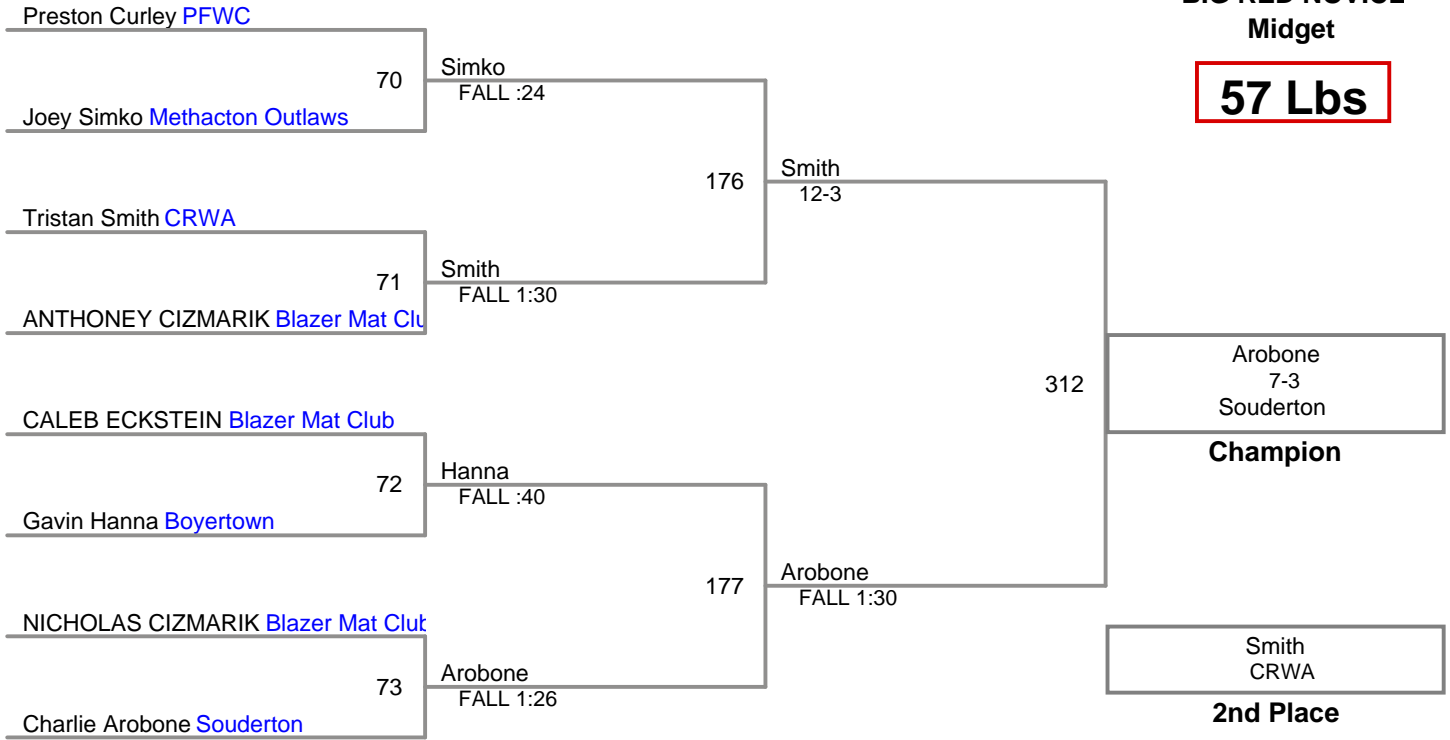 Preston Curley PFWC
BIG RED NOVICE
Midget
57 Lbs
70
Simko
FALL :24
Joey Simko Methacton Outlaws
176
Smith
12-3
Tristan Smith CRWA
71
Smith
FALL 1:30
ANTHONEY CIZMARIK Blazer Mat Clu
312
Arobone
7-3
Souderton
Champion
CALEB ECKSTEIN Blazer Mat Club
72
Hanna
FALL :40
Gavin Hanna Boyertown
177
Arobone
FALL 1:30
NICHOLAS CIZMARIK Blazer Mat Club
73
Arobone
FALL 1:26
Charlie Arobone Souderton
Smith
CRWA
2nd Place